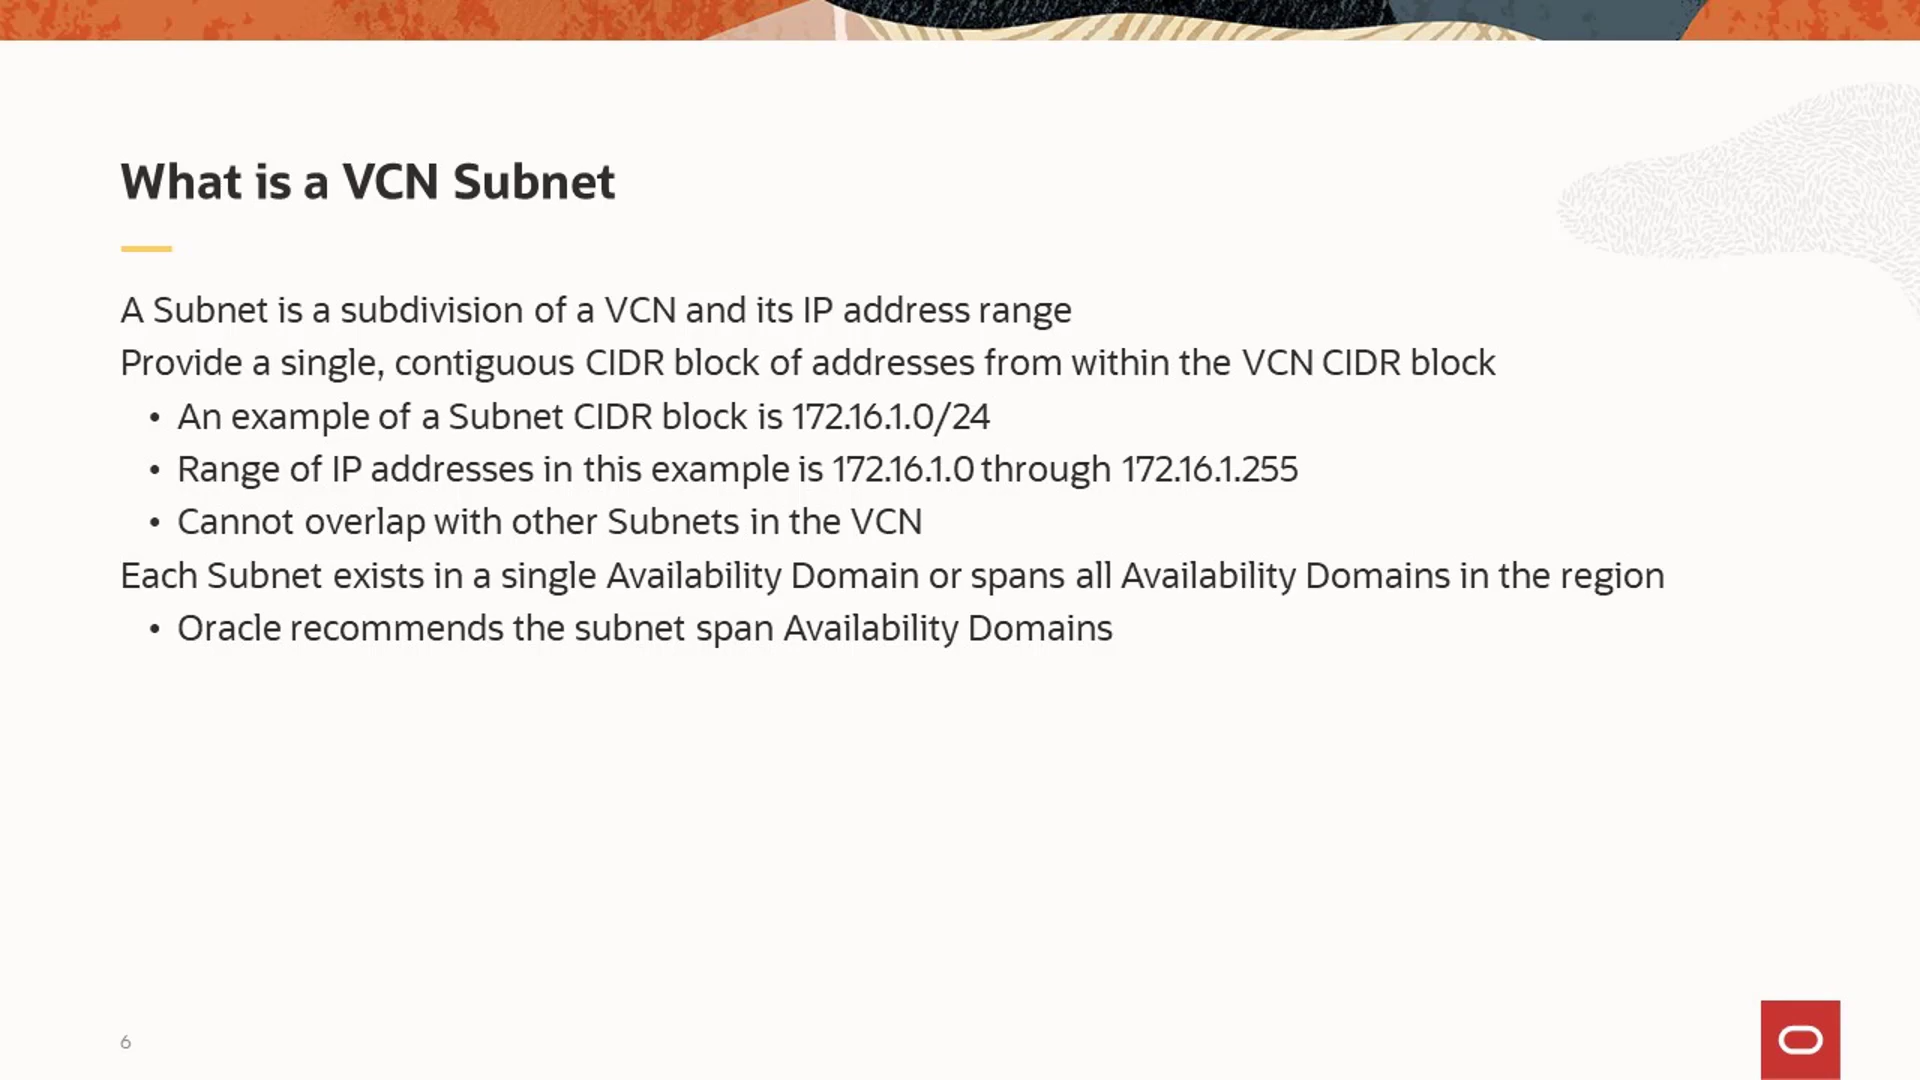 What is a VCN Subnet
A Subnet is a subdivision of a VCN and its IP address range
Provide a single, contiguous CIDR block of addresses from within the VCN CIDR block
• An example of a Subnet CIDR block is 172.16.1.0/24
• Range of IP addresses in this example is 172.16.1.0 through 172.16.1.255
• Cannot overlap with other Subnets in the VCN
Each Subnet exists in a single Availability Domain or spans all Availability Domains in the region
• Oracle recommends the subnet span Availability Domains
6